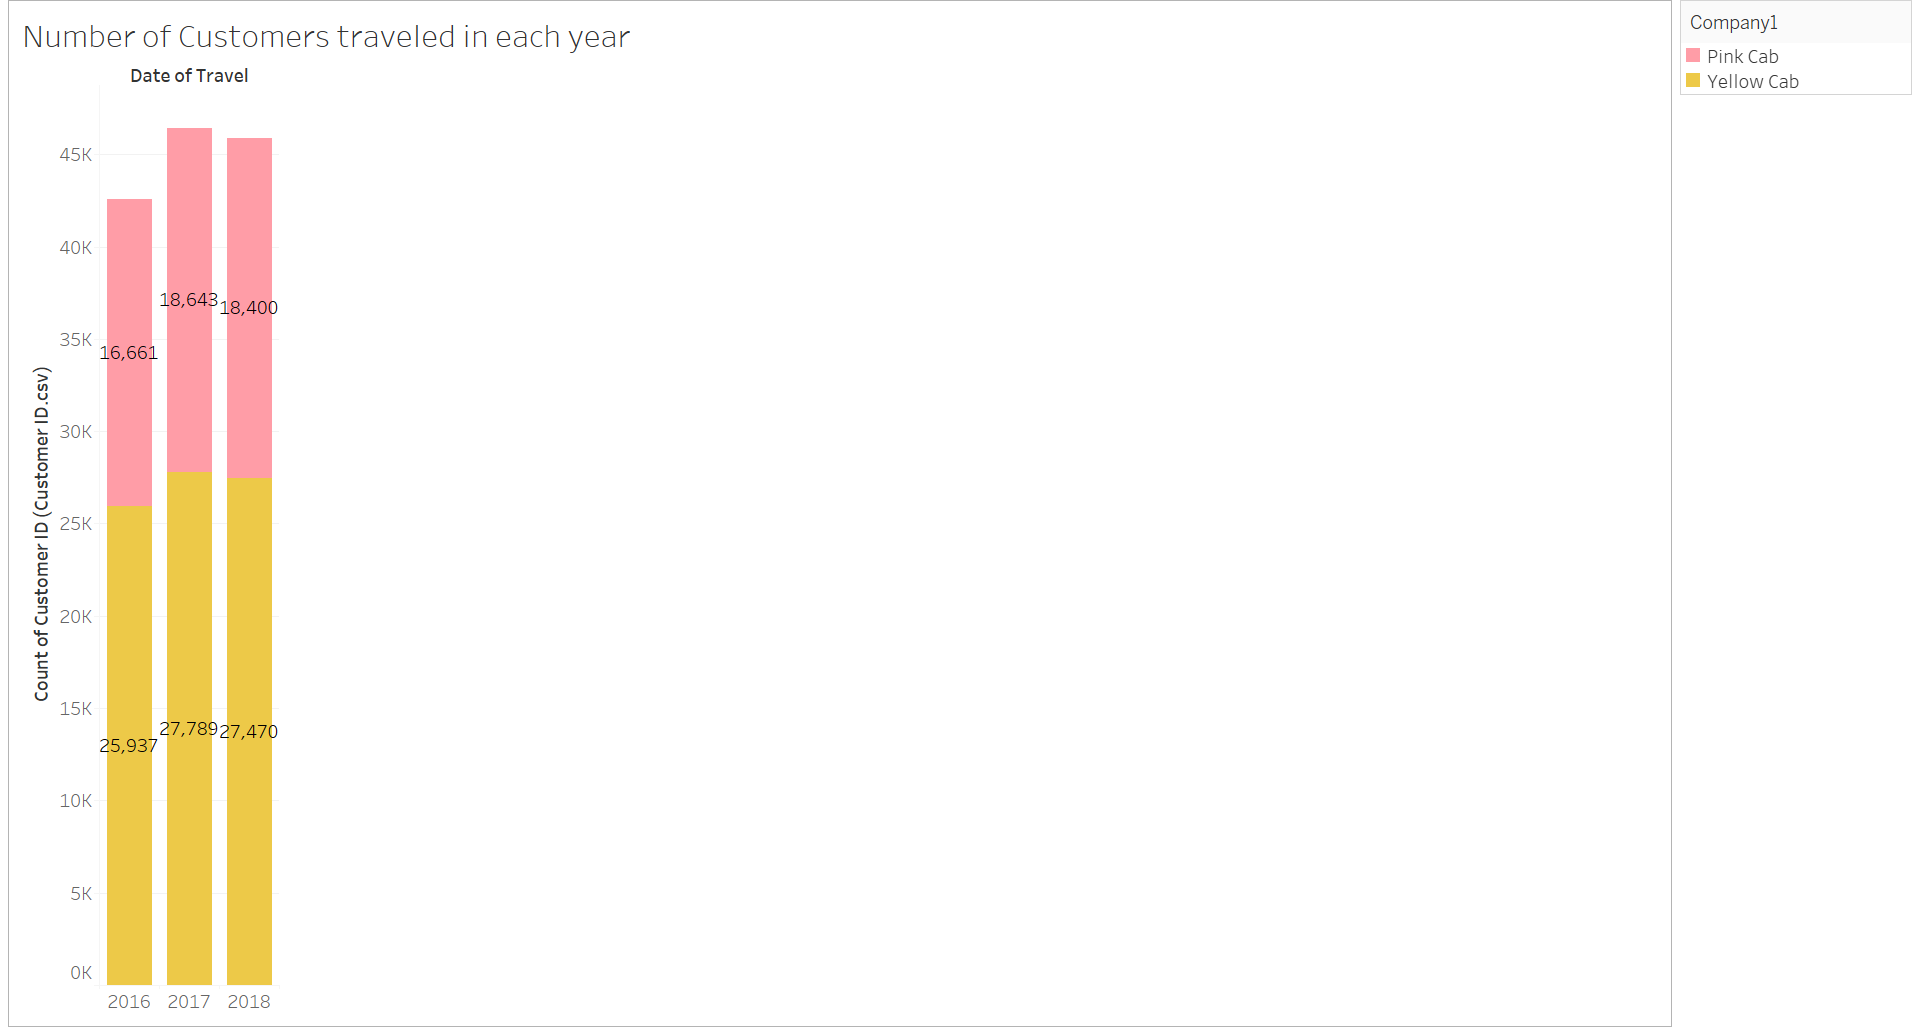 Number of Customers traveled in each year
Date of Travel
Count of Customer ID (Customer ID.csv)
45K
40K
35K
30K
25K
20K
15K
10K
5K
0K
16,661
18,643
18,400
25,937
27,789
27,470
2016 2017 2018
Company1
Pink Cab
Yellow Cab